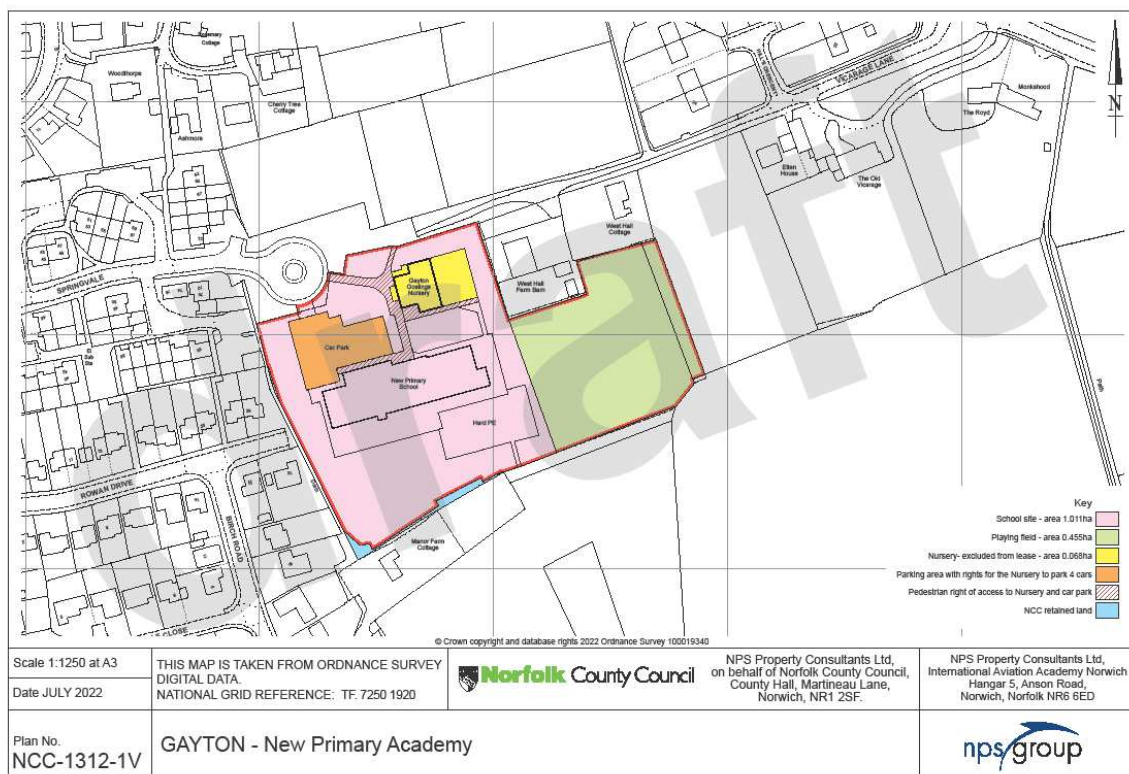 Rosemary
Cottage
Woodthorpe
Cherry Tree
Cottage
Ashmore
VICARAGE LANE
Monkshood
The Royd
N
Ellen
House
The Old
Vicarage
West Hall
Cottage
SPRINGVALE
Gayton
Goslings
Nursery
West Hall
Farm Barn
El
Sub
Sta
Car Park
New Primary
School
Hard PE
Path
ROWAN DRIVE
BIRCH ROAD
Manor Farm
Cottage
CLOSE
draft
Key
School site - area 1.011ha
Playing field - area 0.455ha
Nursery- excluded from lease - area 0.068ha
Parking area with rights for the Nursery to park 4 cars
Pedestrian right of access to Nursery and car park
NCC retained land
© Crown copyright and database rights 2022 Ordnance Survey 100019340
Scale 1:1250 at A3
Date JULY 2022
THIS MAP IS TAKEN FROM ORDNANCE SURVEY
DIGITAL DATA.
NATIONAL GRID REFERENCE: TF. 7250 1920
Norfolk County Council
NPS Property Consultants Ltd,
on behalf of Norfolk County Council,
County Hall, Martineau Lane,
Norwich, NR1 2SF.
NPS Property Consultants Ltd,
International Aviation Academy Norwich
Hangar 5, Anson Road,
Norwich, Norfolk NR6 6ED
Plan No.
NCC-1312-1V
GAYTON - New Primary Academy
nps group